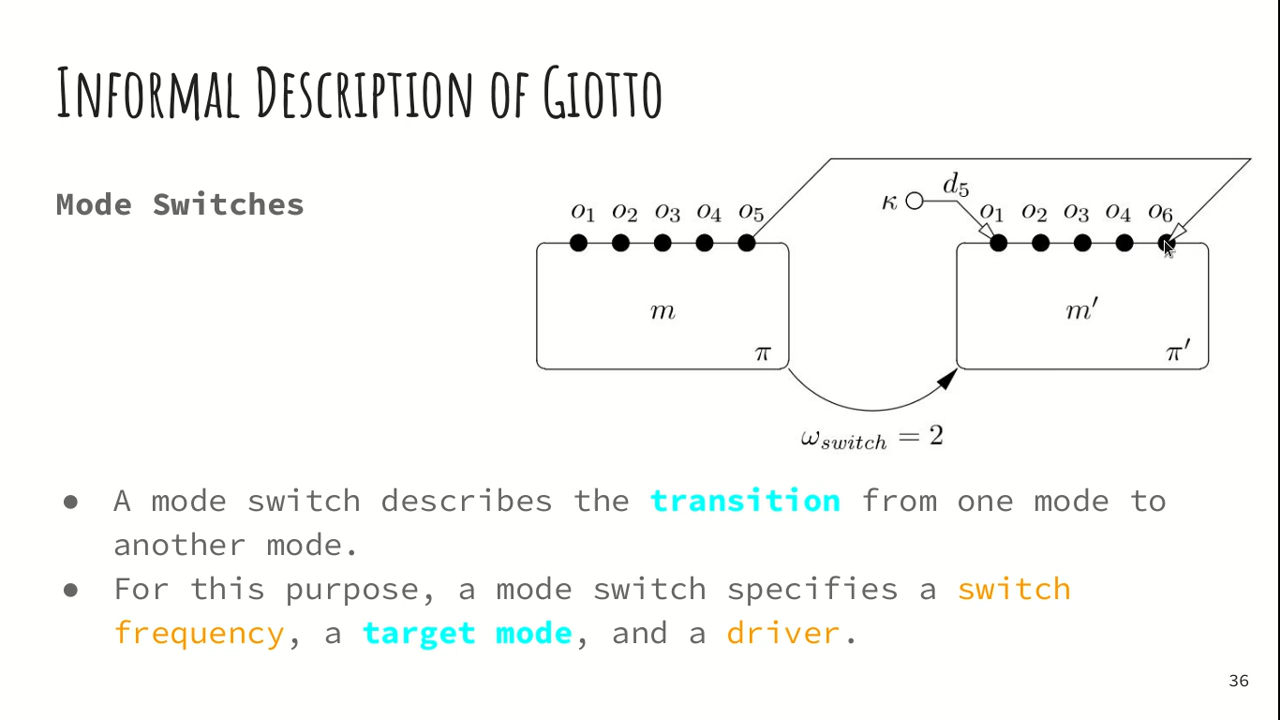 INFORMAL DESCRIPTION OF GIOTTO
Mode Switches
κ d₅
o₁ o₂ o₃ o₄ o₅
o₁ o₂ o₃ o₄ o₆
m
m′
π
π′
ω_switch = 2
● A mode switch describes the transition from one mode to
another mode.
● For this purpose, a mode switch specifies a switch
frequency, a target mode, and a driver.
36